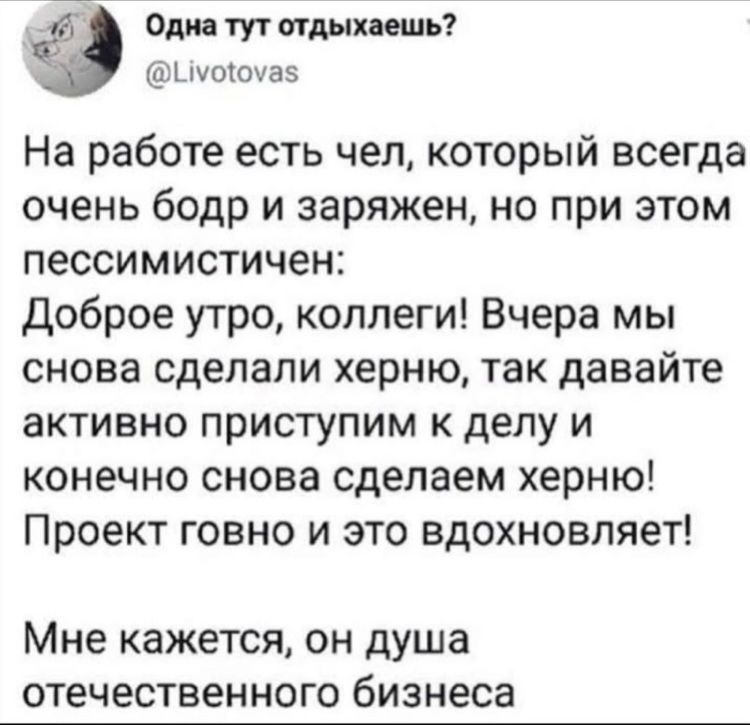 Одна тут отдыхаешь?
@Livotovas
На работе есть чел, который всегда
очень бодр и заряжен, но при этом
пессимистичен:
Доброе утро, коллеги! Вчера мы
снова сделали херню, так давайте
активно приступим к делу и
конечно снова сделаем херню!
Проект говно и это вдохновляет!
Мне кажется, он душа
отечественного бизнеса